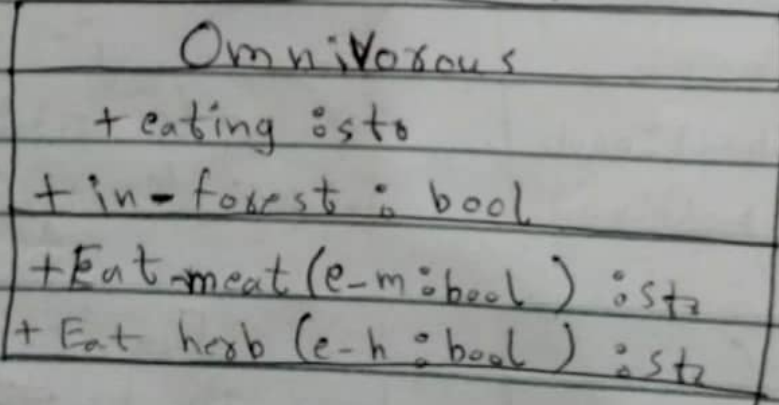 Omnivorous
+ eating : str
+ in-forest : bool
+ Eat-meat (e-m : bool) : str
+ Eat herb (e-h : bool) : str